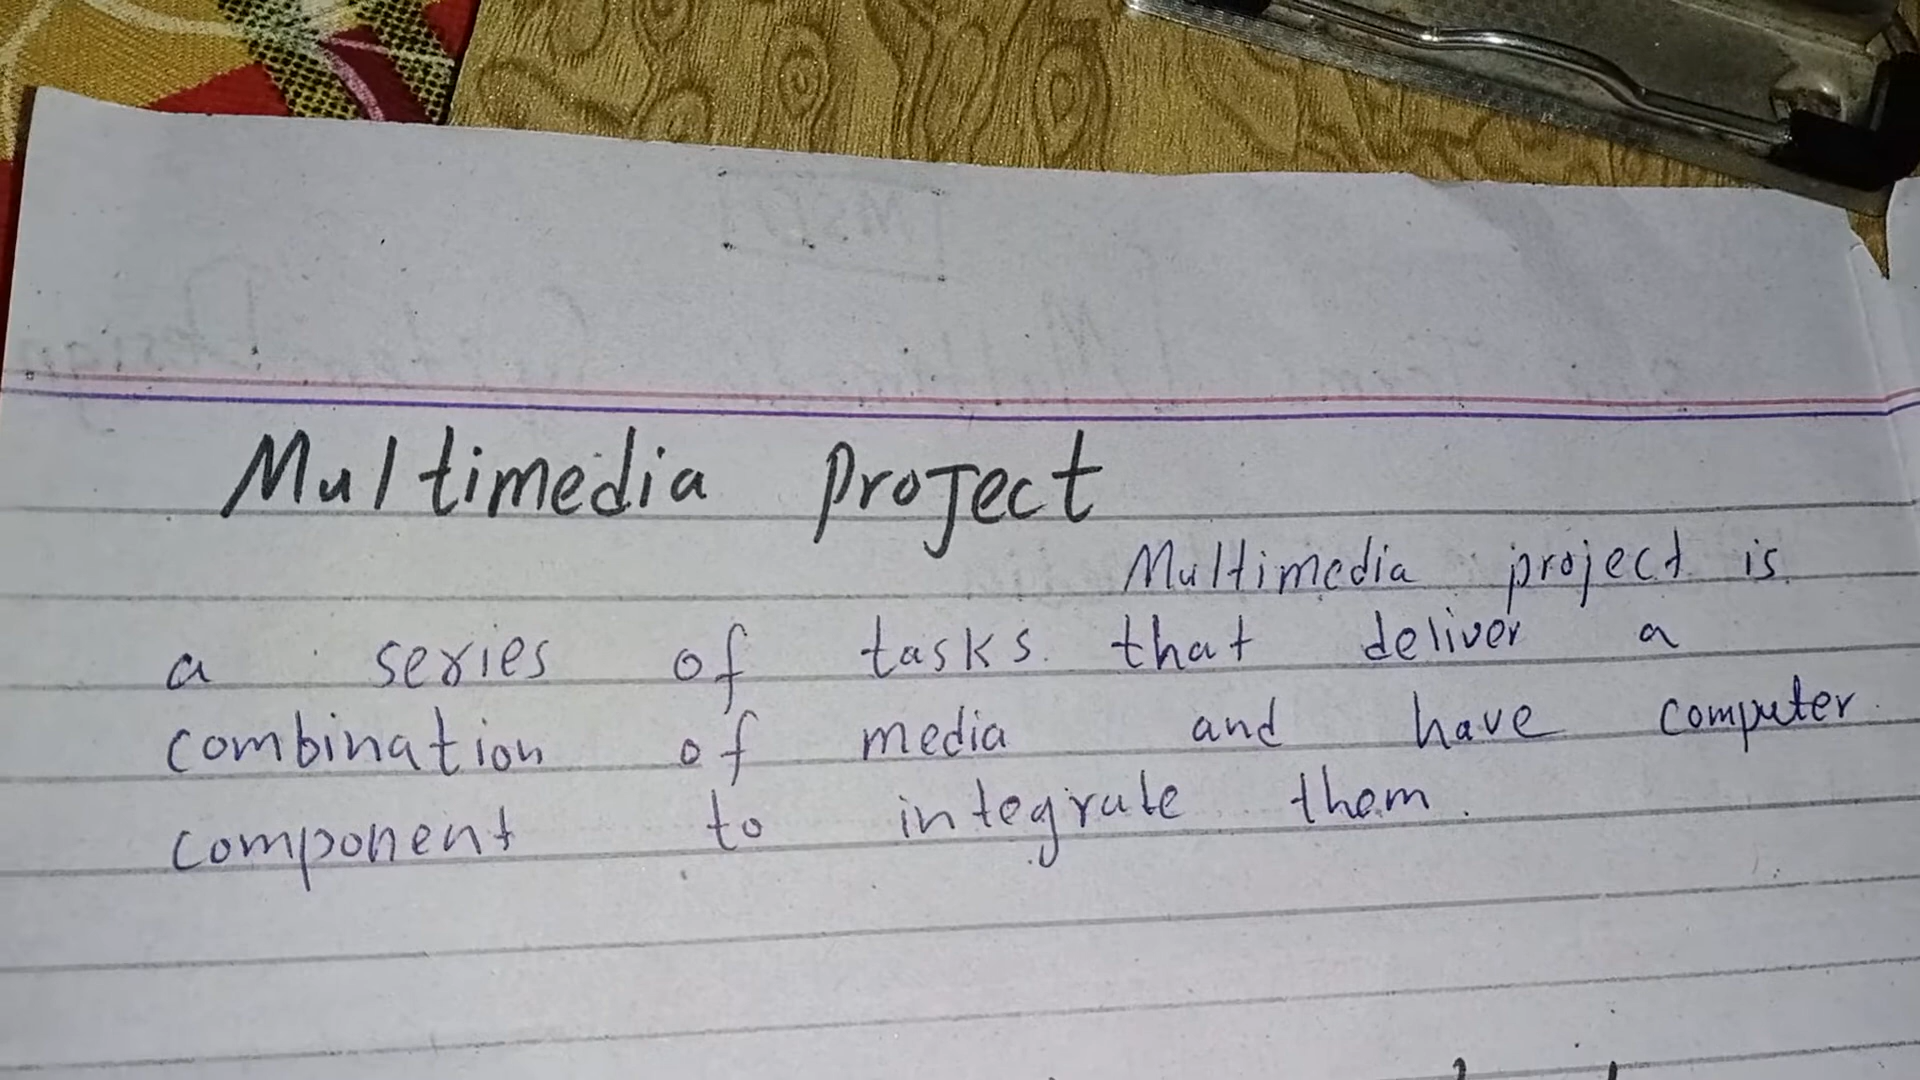 Multimedia Project
Multimedia project is
a series of tasks that deliver a
combination of media and have computer
component to integrate them.